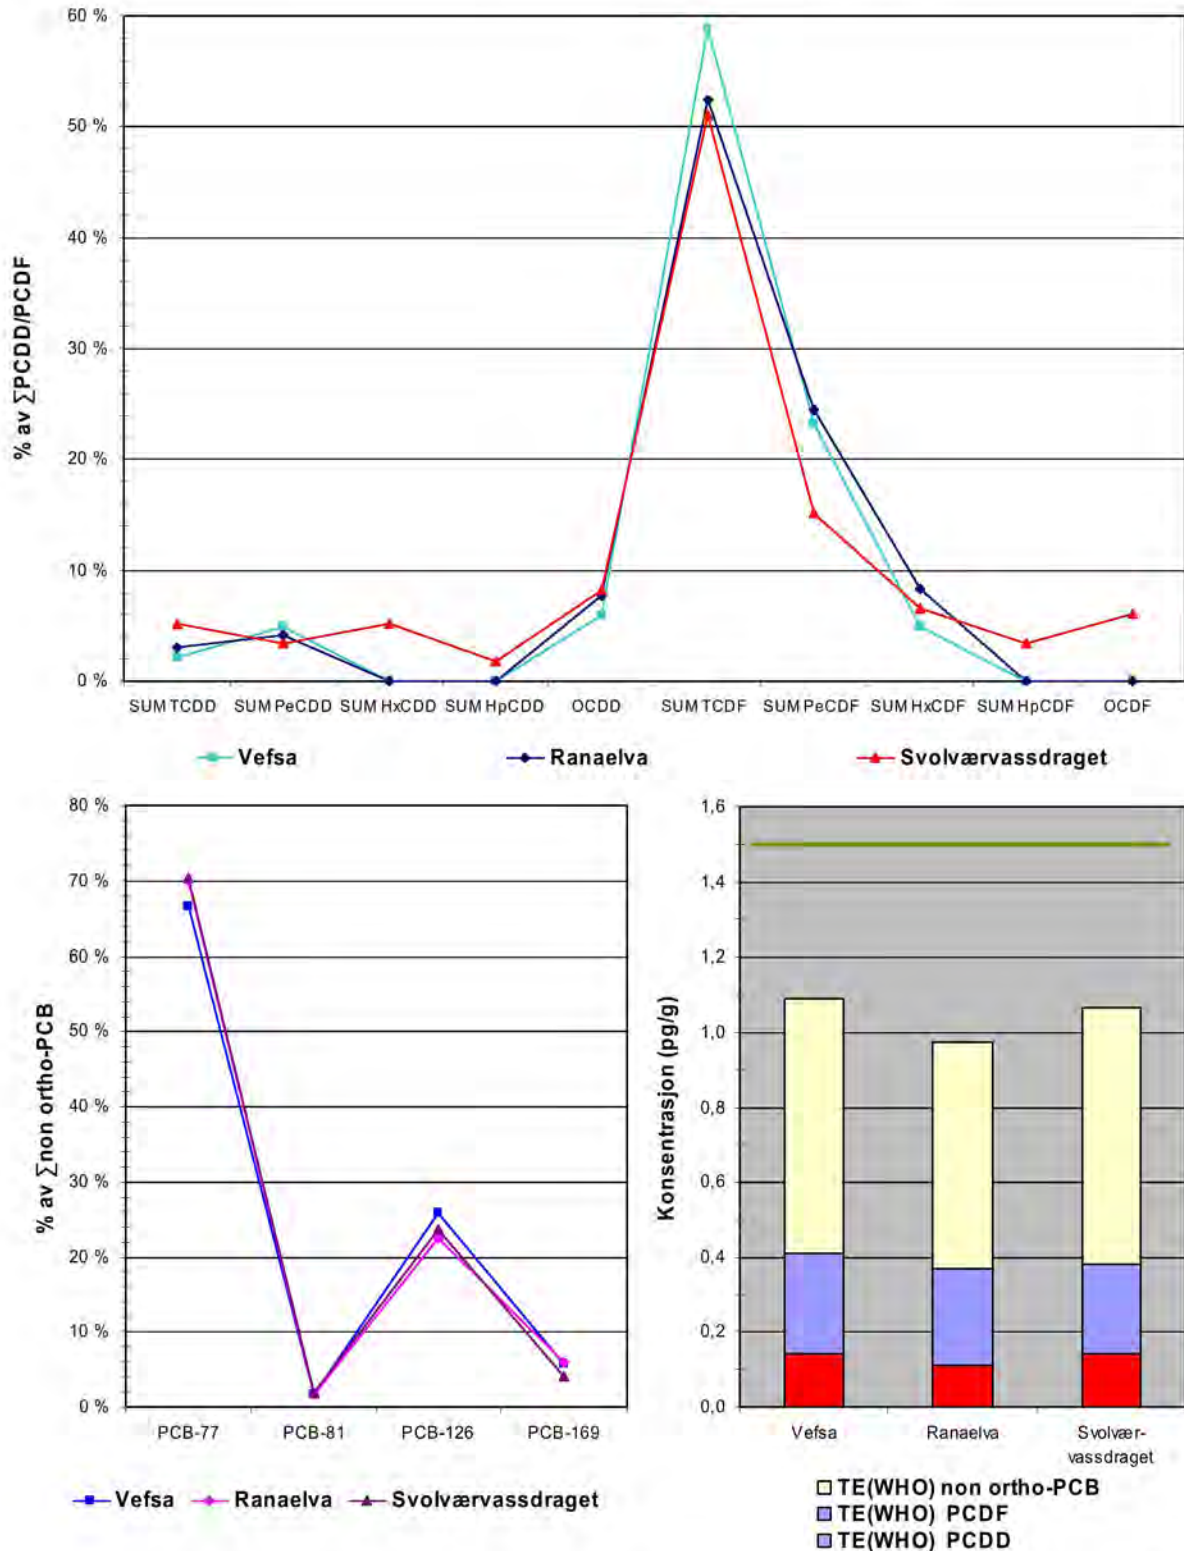 60 %
50 %
40 %
30 %
20 %
10 %
0 %
% av ∑PCDD/PCDF
SUM TCDD SUM PeCDD SUM HxCDD SUM HpCDD OCDD SUM TCDF SUM PeCDF SUM HxCDF SUM HpCDF OCDF
Vefsa Ranaelva Svolværvassdraget
80 %
70 %
60 %
50 %
40 %
30 %
20 %
10 %
0 %
% av ∑non ortho-PCB
PCB-77 PCB-81 PCB-126 PCB-169
Vefsa Ranaelva Svolværvassdraget
1,6
1,4
1,2
1,0
0,8
0,6
0,4
0,2
0,0
Konsentrasjon (pg/g)
Vefsa Ranaelva Svolvær-
vassdraget
TE(WHO) non ortho-PCB
TE(WHO) PCDF
TE(WHO) PCDD